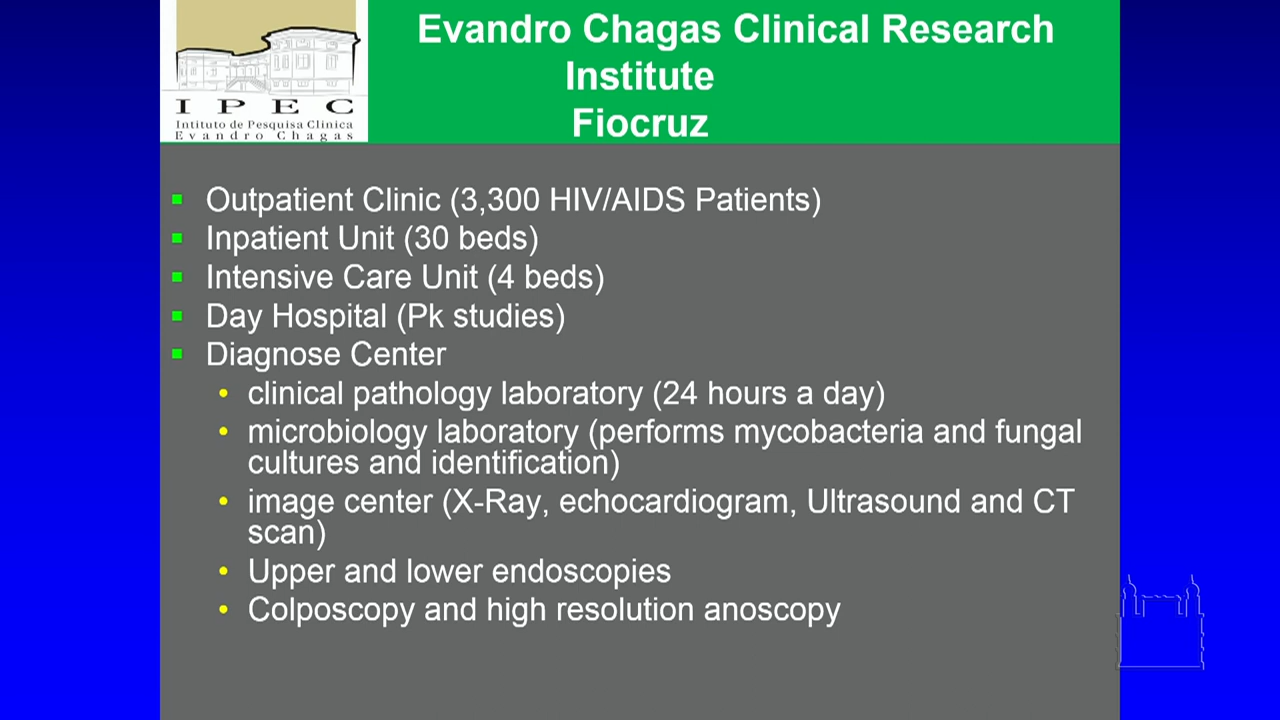 Evandro Chagas Clinical Research
Institute
Fiocruz
I P E C
Intituto de Pesquisa Clinica
Evandro Chagas
Outpatient Clinic (3,300 HIV/AIDS Patients)
Inpatient Unit (30 beds)
Intensive Care Unit (4 beds)
Day Hospital (Pk studies)
Diagnose Center
clinical pathology laboratory (24 hours a day)
microbiology laboratory (performs mycobacteria and fungal
cultures and identification)
image center (X-Ray, echocardiogram, Ultrasound and CT
scan)
Upper and lower endoscopies
Colposcopy and high resolution anoscopy